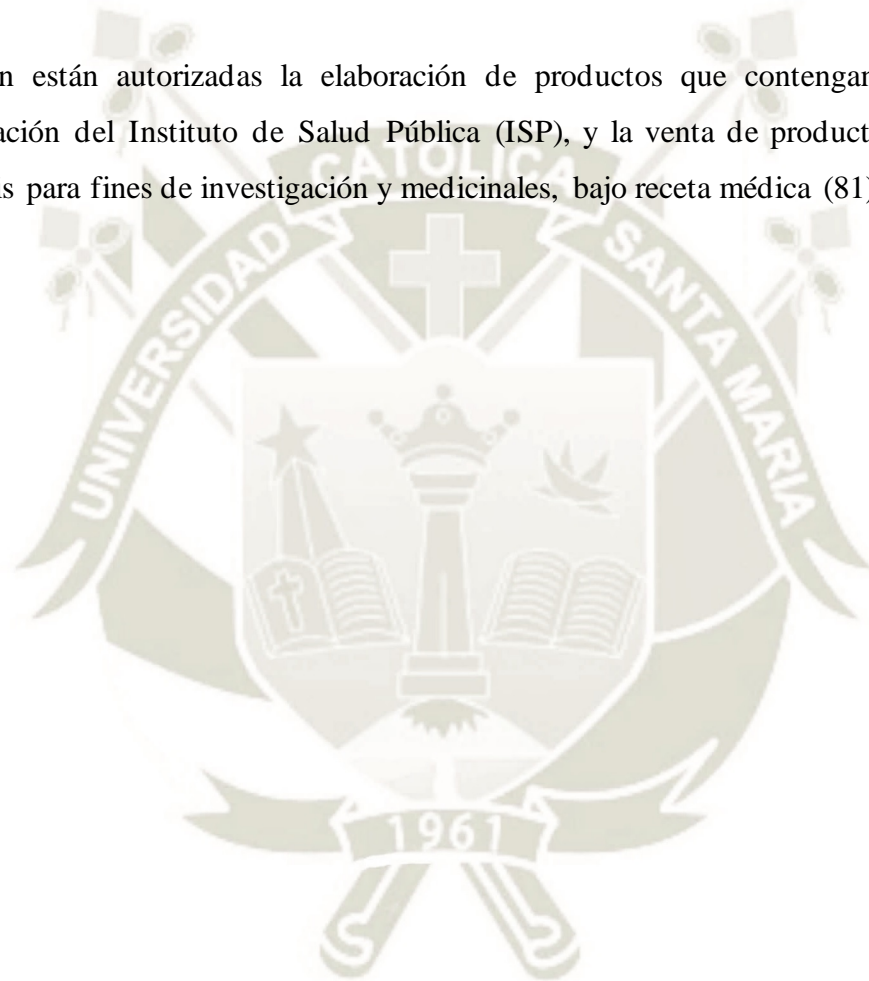 n están autorizadas la elaboración de productos que contengan
ación del Instituto de Salud Pública (ISP), y la venta de product
s para fines de investigación y medicinales, bajo receta médica (81)
UNIVERSIDAD CATOLICA SANTA MARIA
1961